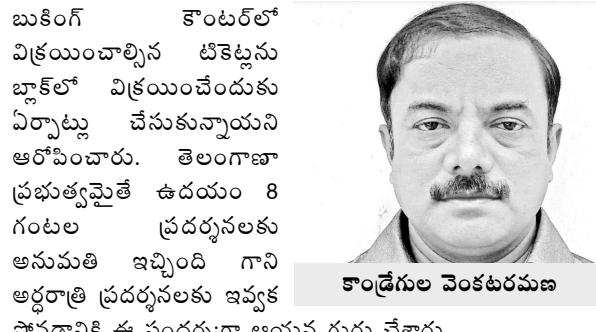 బుకింగ్ కౌంటర్‌లో
విక్రయించాల్సిన టికెట్లను
బ్లాక్‌లో విక్రయించేందుకు
ఏర్పాట్లు చేసుకున్నాయని
ఆరోపించారు. తెలంగాణా
ప్రభుత్వమైతే ఉదయం 8
గంటల ప్రదర్శనలకు
అనుమతి ఇచ్చింది గాని
అర్ధరాత్రి ప్రదర్శనలకు ఇవ్వక
కాండ్రేగుల వెంకటరమణ